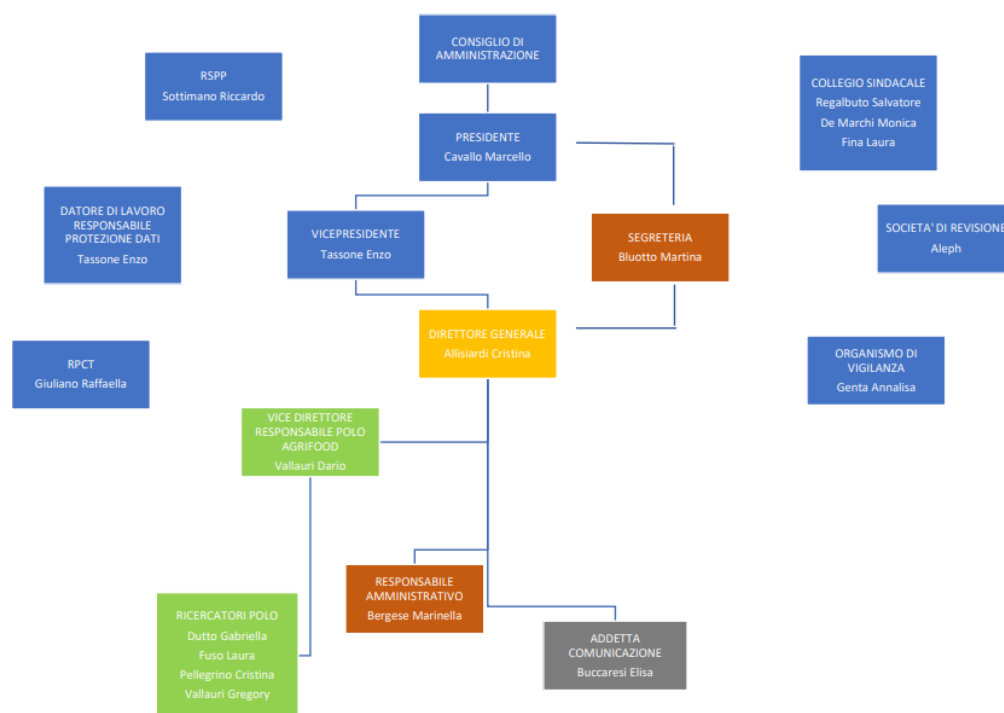 CONSIGLIO DI
AMMINISTRAZIONE
RSPP
Sottimano Riccardo
COLLEGIO SINDACALE
Regalbuto Salvatore
De Marchi Monica
Fina Laura
PRESIDENTE
Cavallo Marcello
DATORE DI LAVORO
RESPONSABILE
PROTEZIONE DATI
Tassone Enzo
VICEPRESIDENTE
Tassone Enzo
SEGRETERIA
Bluotto Martina
SOCIETA' DI REVISIONE
Aleph
DIRETTORE GENERALE
Allisiardi Cristina
RPCT
Giuliano Raffaella
ORGANISMO DI
VIGILANZA
Genta Annalisa
VICE DIRETTORE
RESPONSABILE POLO
AGRIFOOD
Vallauri Dario
RESPONSABILE
AMMINISTRATIVO
Bergese Marinella
RICERCATORI POLO
Dutto Gabriella
Fuso Laura
Pellegrino Cristina
Vallauri Gregory
ADDETTA
COMUNICAZIONE
Buccaresi Elisa